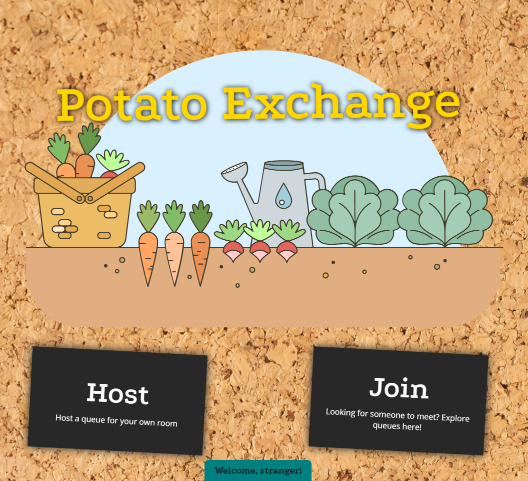 Potato Exchange
Host
Host a queue for your own room
Join
Looking for someone to meet? Explore
queues here!
Welcome, stranger!